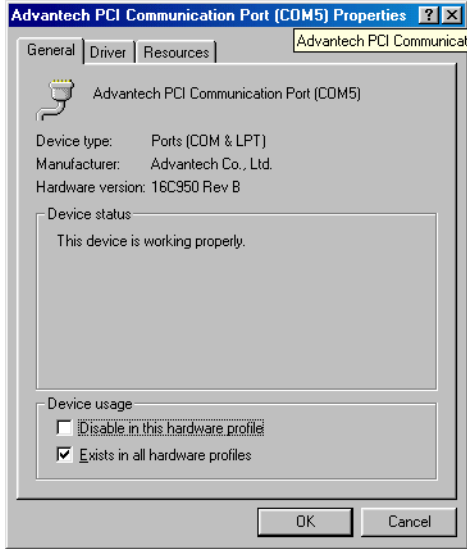 Advantech PCI Communication Port (COM5) Properties
Advantech PCI Communicat
General Driver Resources
Advantech PCI Communication Port (COM5)
Device type: Ports (COM & LPT)
Manufacturer: Advantech Co., Ltd.
Hardware version: 16C950 Rev B
Device status
This device is working properly.
Device usage
Disable in this hardware profile
Exists in all hardware profiles
OK Cancel